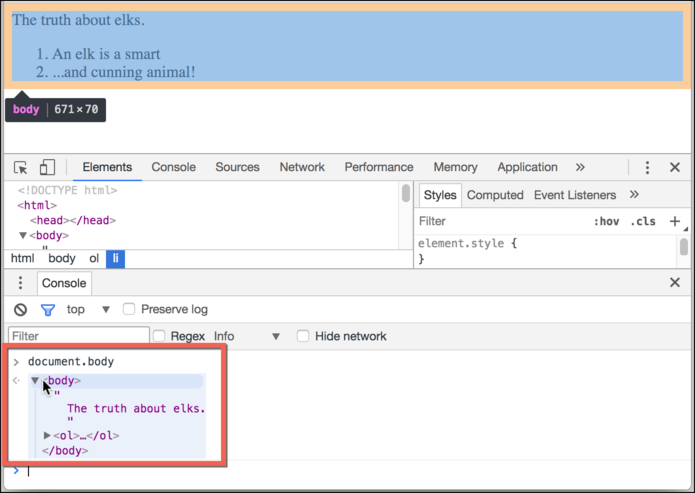 The truth about elks.
1. An elk is a smart
2. ...and cunning animal!
body 671 × 70
Elements Console Sources Network Performance Memory Application »
<!DOCTYPE html>
<html>
<head></head>
▼<body>
"
html body ol li
Styles Computed Event Listeners »
Filter :hov .cls +
element.style {
}
Console
top ▼ Preserve log
Filter Regex Info ▼ Hide network
> document.body
▼<body>
"
The truth about elks.
"
▶<ol>…</ol>
</body>
>